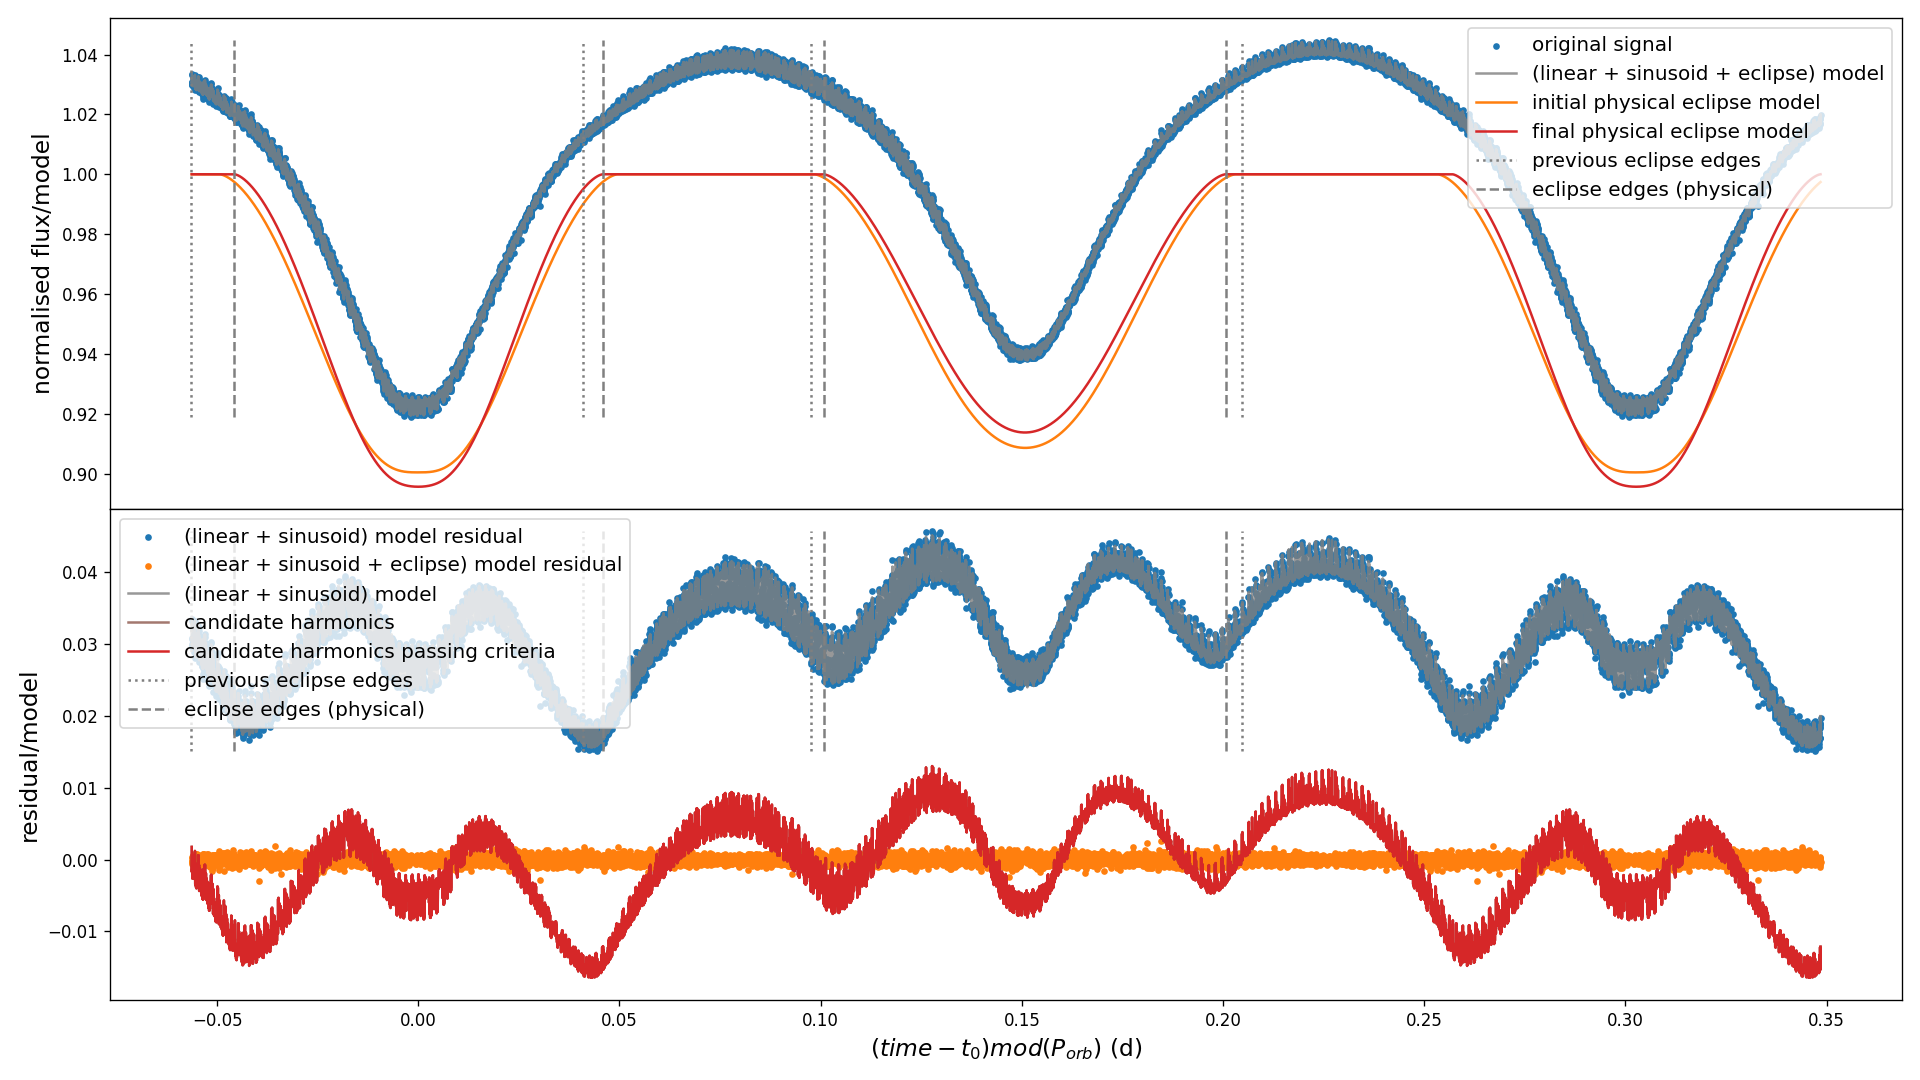 normalised flux/model
1.04
1.02
1.00
0.98
0.96
0.94
0.92
0.90
original signal
(linear + sinusoid + eclipse) model
initial physical eclipse model
final physical eclipse model
previous eclipse edges
eclipse edges (physical)
residual/model
0.04
0.03
0.02
0.01
0.00
−0.01
(linear + sinusoid) model residual
(linear + sinusoid + eclipse) model residual
(linear + sinusoid) model
candidate harmonics
candidate harmonics passing criteria
previous eclipse edges
eclipse edges (physical)
−0.05 0.00 0.05 0.10 0.15 0.20 0.25 0.30 0.35
(time − t₀)mod(Pₒᵣb) (d)